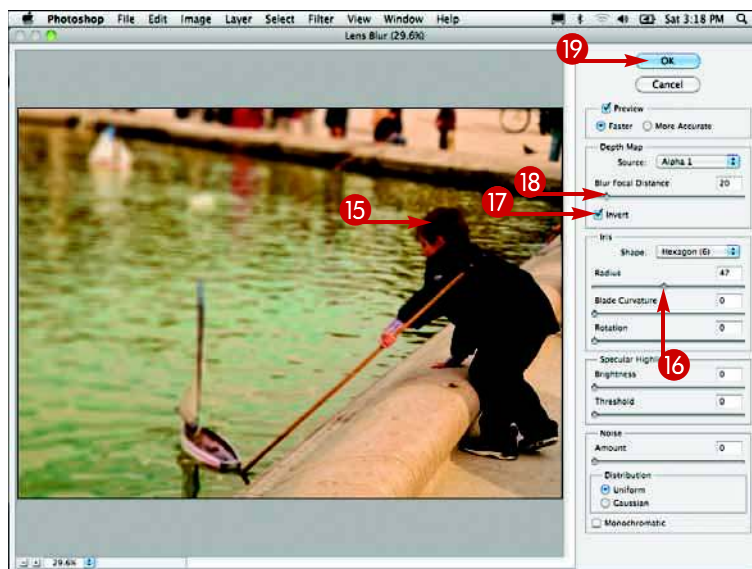 Photoshop File Edit Image Layer Select Filter View Window Help Sat 3:18 PM
Lens Blur (29.6%)
19
OK
Cancel
Preview
Faster More Accurate
Depth Map
Source: Alpha 1
18
Blur Focal Distance 20
15
17
Invert
Iris
Shape: Hexagon (6)
Radius 47
Blade Curvature 0
Rotation 0
16
Specular Highl
Brightness 0
Threshold 0
Noise
Amount 0
Distribution
Uniform
Gaussian
Monochromatic
29.6%